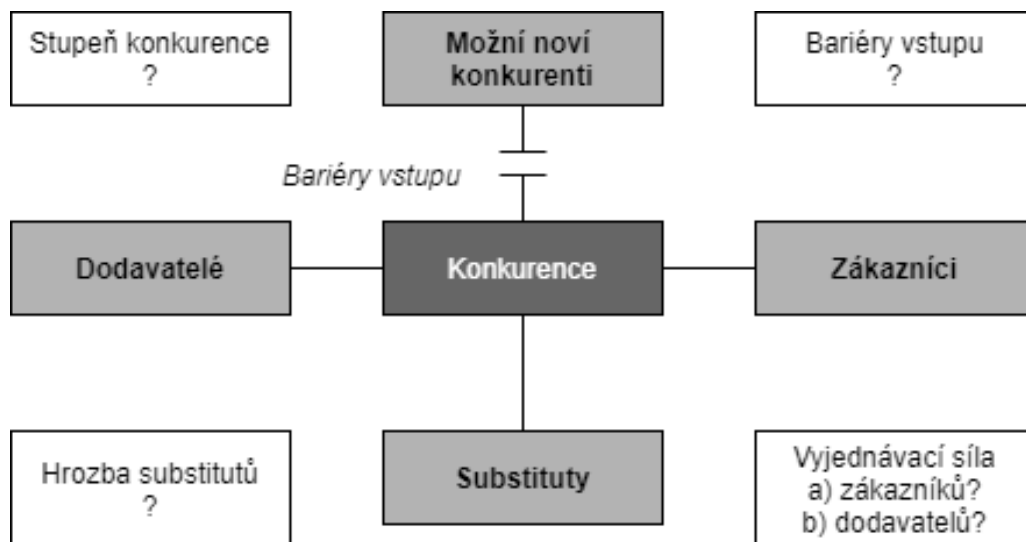 Stupeň konkurence
?
Možní noví
konkurenti
Bariéry vstupu
?
Bariéry vstupu
Dodavatelé
Konkurence
Zákazníci
Hrozba substitutů
?
Substituty
Vyjednávací síla
a) zákazníků?
b) dodavatelů?